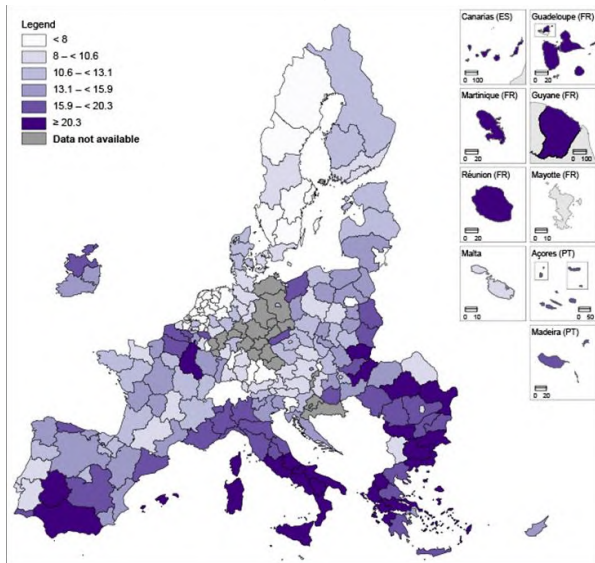 Legend
< 8
8 – < 10.6
10.6 – < 13.1
13.1 – < 15.9
15.9 – < 20.3
≥ 20.3
Data not available
Canarias (ES)
0 100
Guadeloupe (FR)
0 20
Martinique (FR)
0 20
Guyane (FR)
0 100
Réunion (FR)
0 20
Mayotte (FR)
0 10
Malta
0 10
Açores (PT)
0 50
Madeira (PT)
0 20